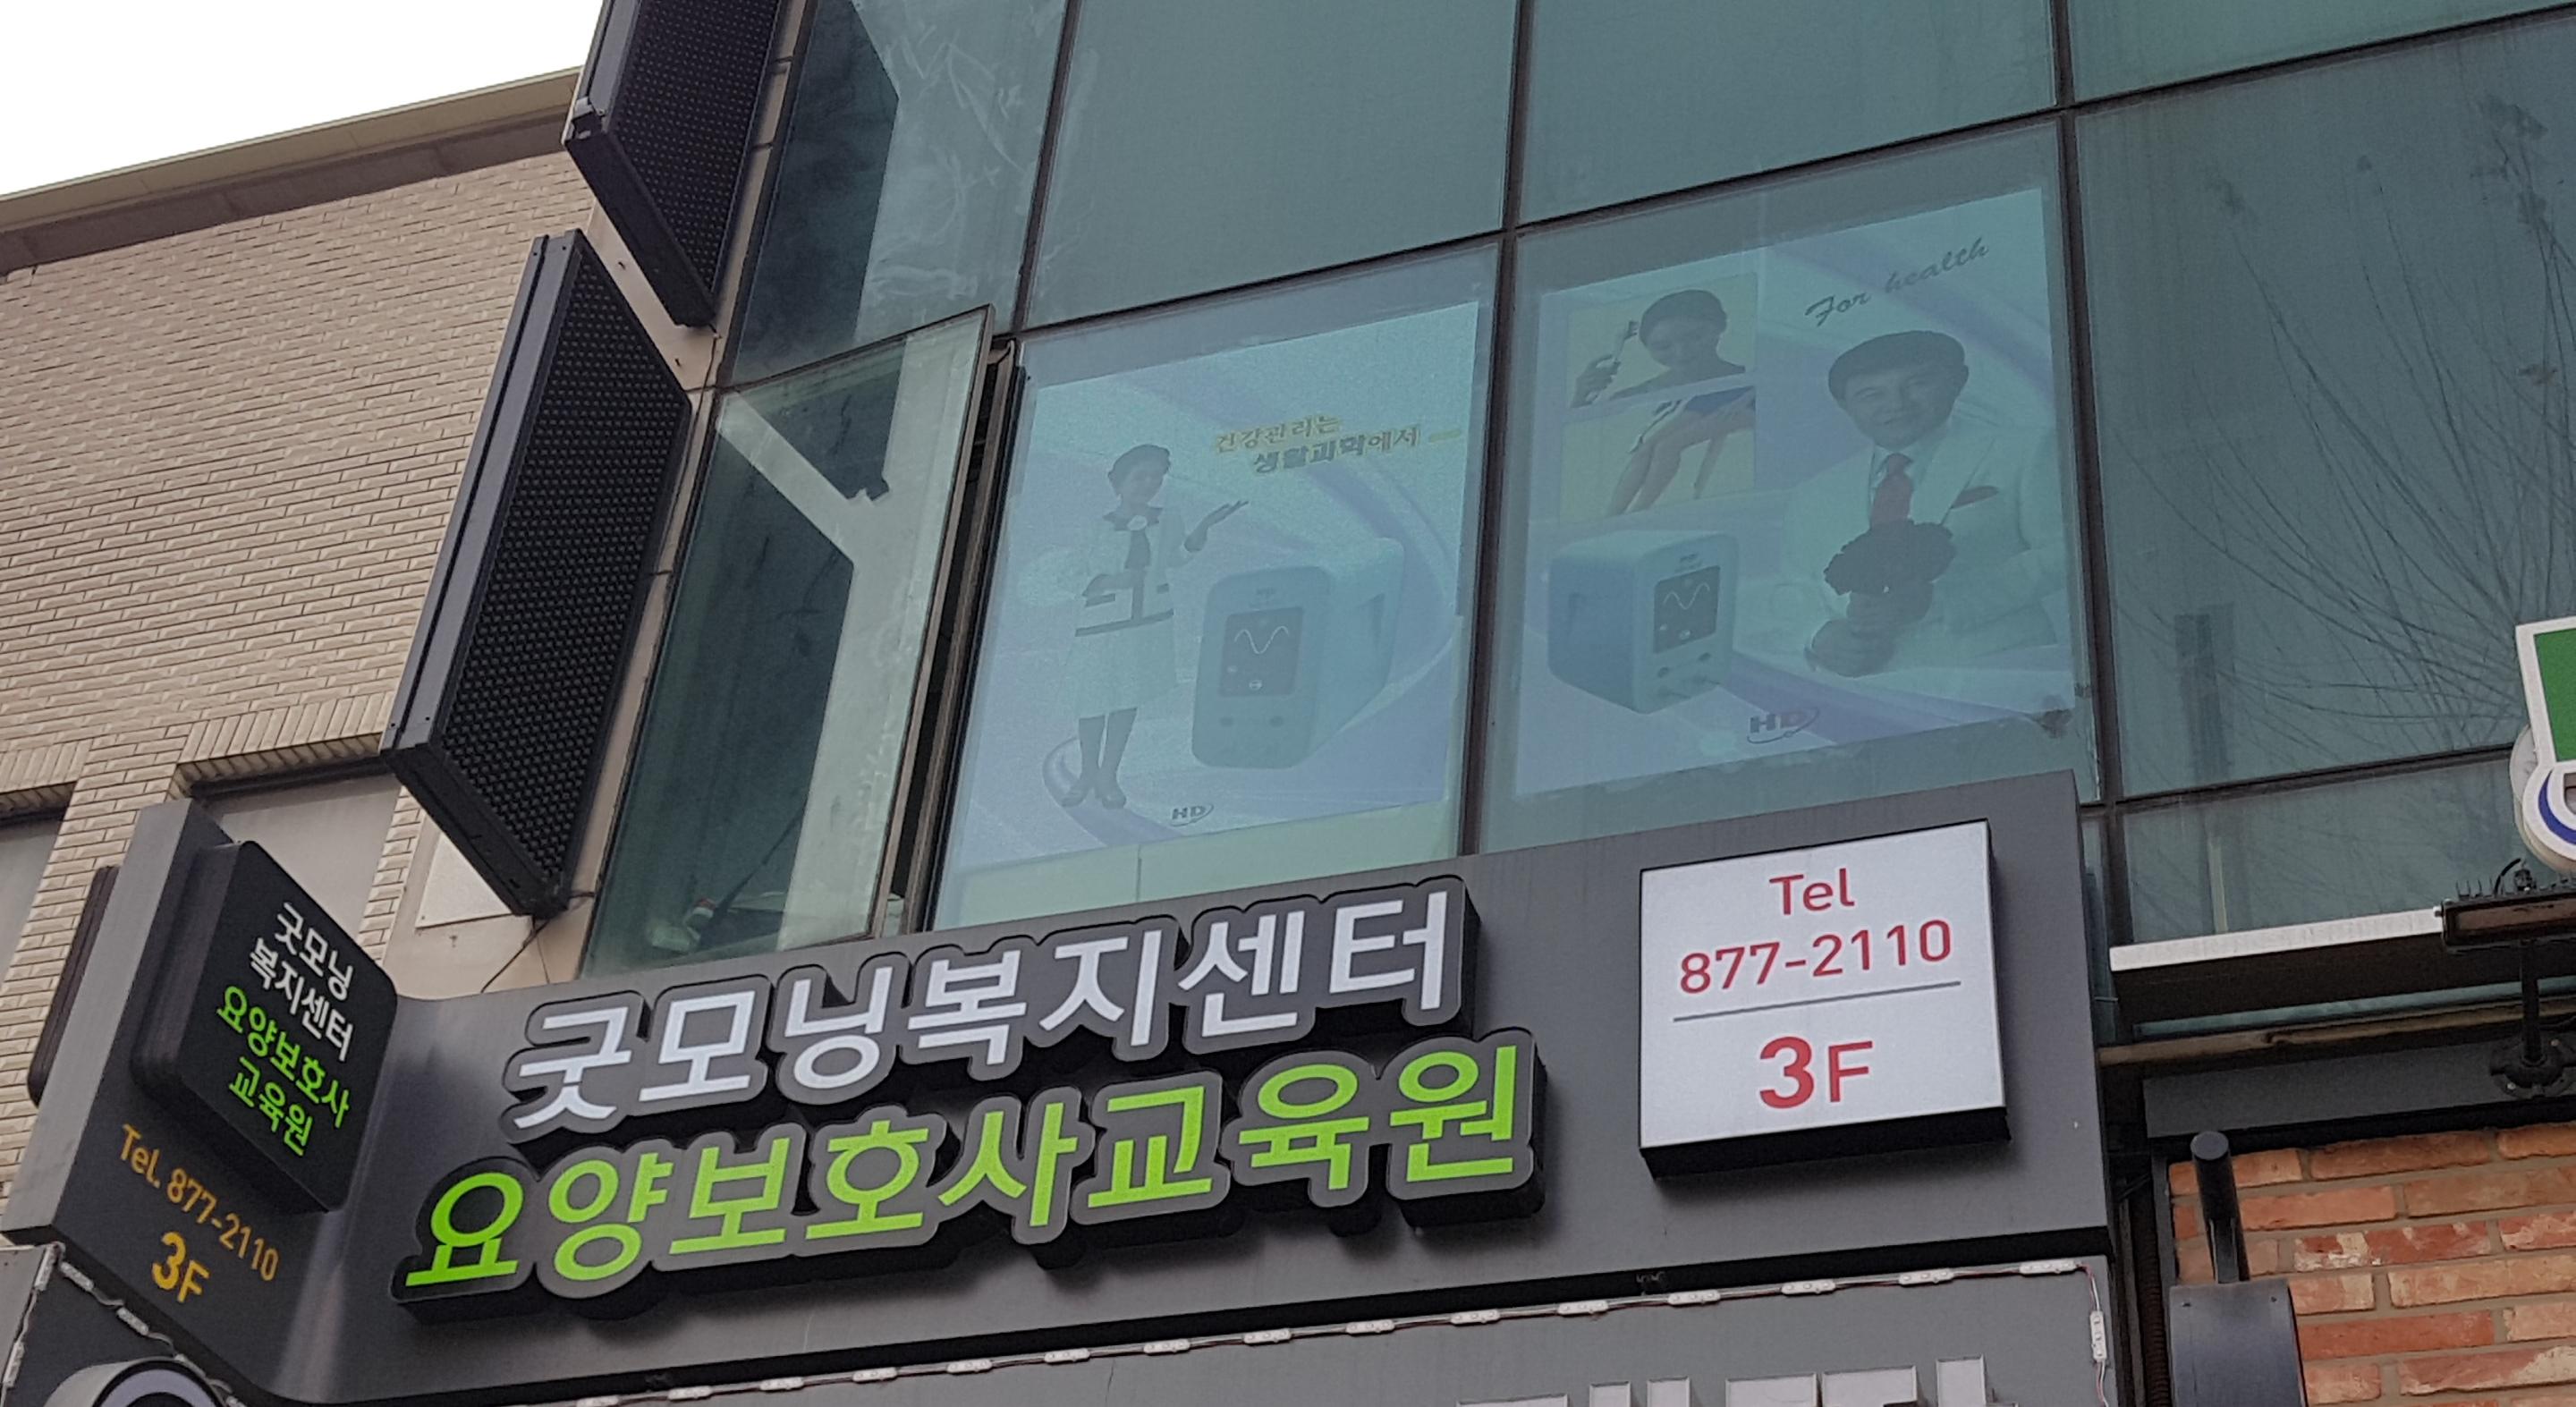 For health
건강관리는
생활과학에서
HD
HD
굿모닝복지센터
요양보호사교육원
Tel
877-2110
3F
굿모닝
복지센터
요양보호사
교육원
Tel. 877-2110
3F